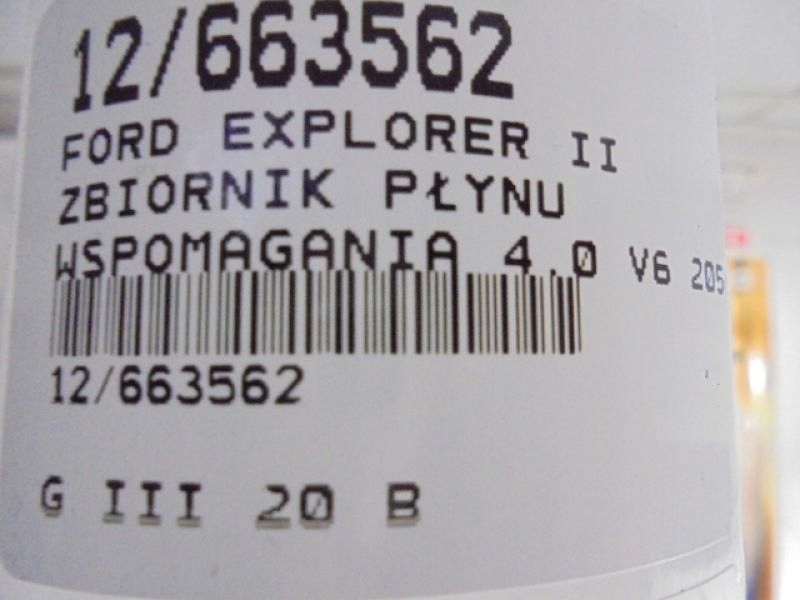 12/663562
FORD EXPLORER II
ZBIORNIK PŁYNU
WSPOMAGANIA 4.0 V6 205
12/663562
G III 20 B